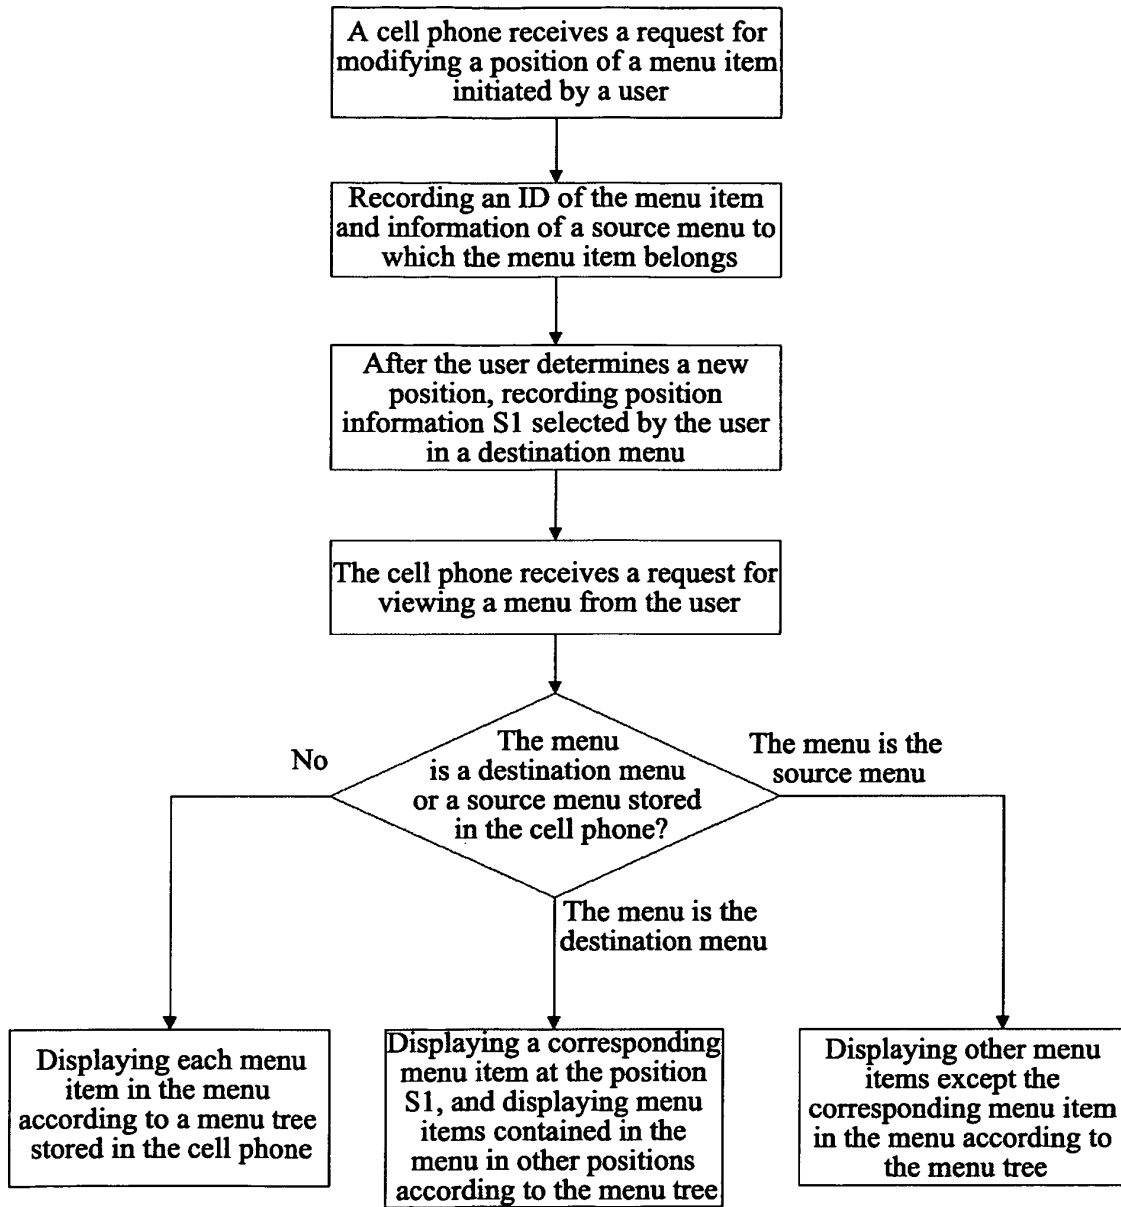 A cell phone receives a request for
modifying a position of a menu item
initiated by a user
Recording an ID of the menu item
and information of a source menu to
which the menu item belongs
After the user determines a new
position, recording position
information S1 selected by the user
in a destination menu
The cell phone receives a request for
viewing a menu from the user
The menu
is a destination menu
or a source menu stored
in the cell phone?
No
The menu is the
source menu
The menu is the
destination menu
Displaying each menu
item in the menu
according to a menu tree
stored in the cell phone
Displaying a corresponding
menu item at the position
S1, and displaying menu
items contained in the
menu in other positions
according to the menu tree
Displaying other menu
items except the
corresponding menu item
in the menu according to
the menu tree